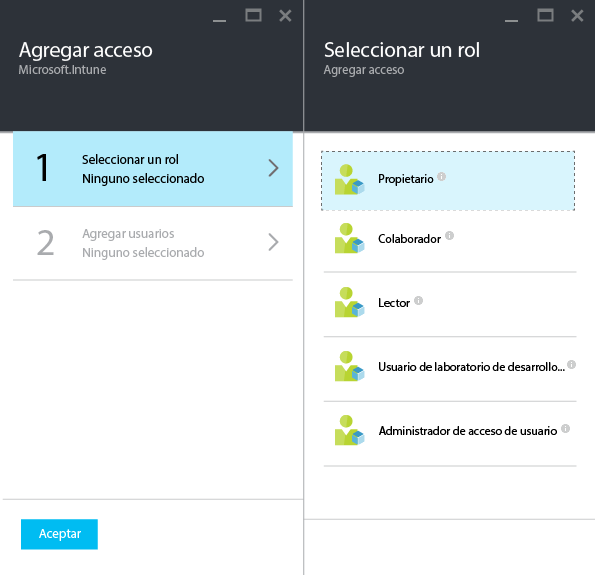 Agregar acceso
Microsoft.Intune
1
Seleccionar un rol
Ninguno seleccionado
2
Agregar usuarios
Ninguno seleccionado
Aceptar
Seleccionar un rol
Agregar acceso
Propietario
Colaborador
Lector
Usuario de laboratorio de desarrollo...
Administrador de acceso de usuario